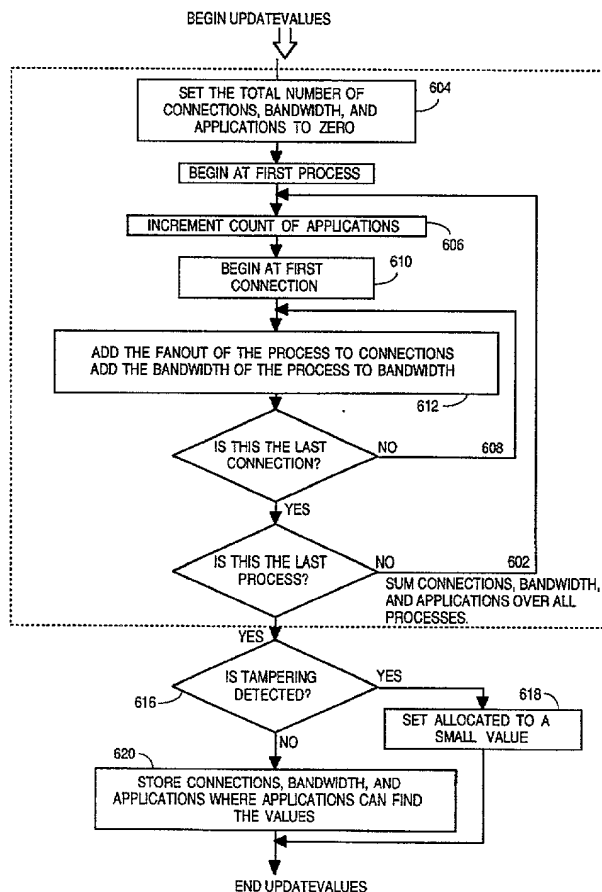 BEGIN UPDATEVALUES
SET THE TOTAL NUMBER OF
CONNECTIONS, BANDWIDTH, AND
APPLICATIONS TO ZERO
604
BEGIN AT FIRST PROCESS
INCREMENT COUNT OF APPLICATIONS
606
BEGIN AT FIRST
CONNECTION
610
ADD THE FANOUT OF THE PROCESS TO CONNECTIONS
ADD THE BANDWIDTH OF THE PROCESS TO BANDWIDTH
612
IS THIS THE LAST
CONNECTION?
NO
608
YES
IS THIS THE LAST
PROCESS?
NO
602
SUM CONNECTIONS, BANDWIDTH,
AND APPLICATIONS OVER ALL
PROCESSES.
YES
IS TAMPERING
DETECTED?
YES
616
618
SET ALLOCATED TO A
SMALL VALUE
NO
620
STORE CONNECTIONS, BANDWIDTH, AND
APPLICATIONS WHERE APPLICATIONS CAN FIND
THE VALUES
END UPDATEVALUES